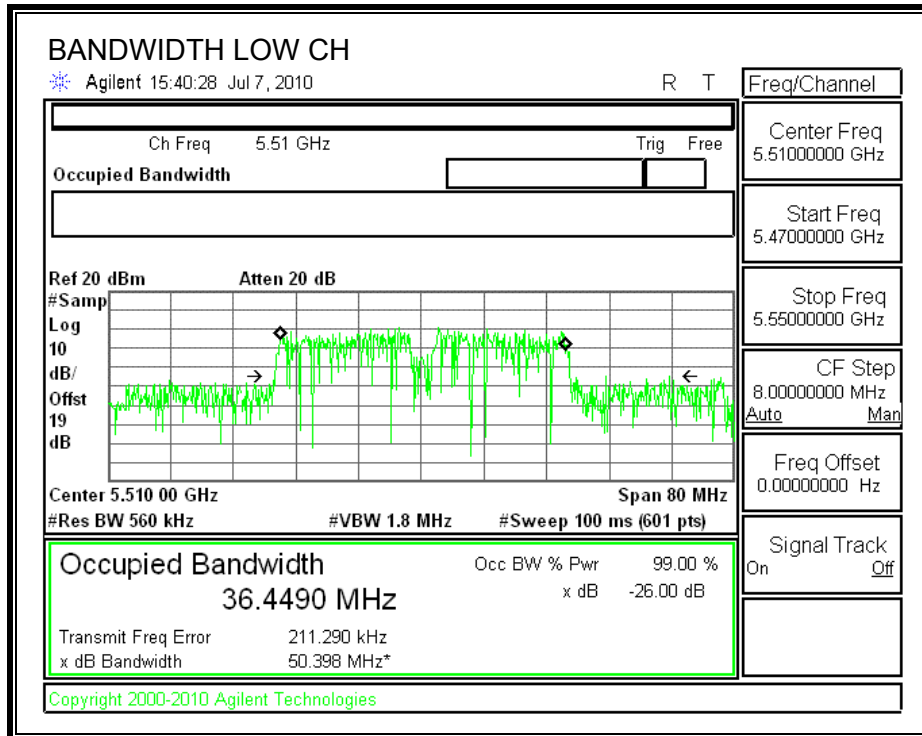 BANDWIDTH LOW CH
Agilent 15:40:28 Jul 7, 2010 R T
Freq/Channel
Ch Freq 5.51 GHz Trig Free
Occupied Bandwidth
Center Freq
5.51000000 GHz
Start Freq
5.47000000 GHz
Stop Freq
5.55000000 GHz
CF Step
8.00000000 MHz
Auto Man
Freq Offset
0.00000000 Hz
Signal Track
On Off
Ref 20 dBm Atten 20 dB
#Samp
Log
10
dB/
Offst
19
dB
Center 5.510 00 GHz Span 80 MHz
#Res BW 560 kHz #VBW 1.8 MHz #Sweep 100 ms (601 pts)
Occupied Bandwidth Occ BW % Pwr 99.00 %
36.4490 MHz x dB -26.00 dB
Transmit Freq Error 211.290 kHz
x dB Bandwidth 50.398 MHz*
Copyright 2000-2010 Agilent Technologies